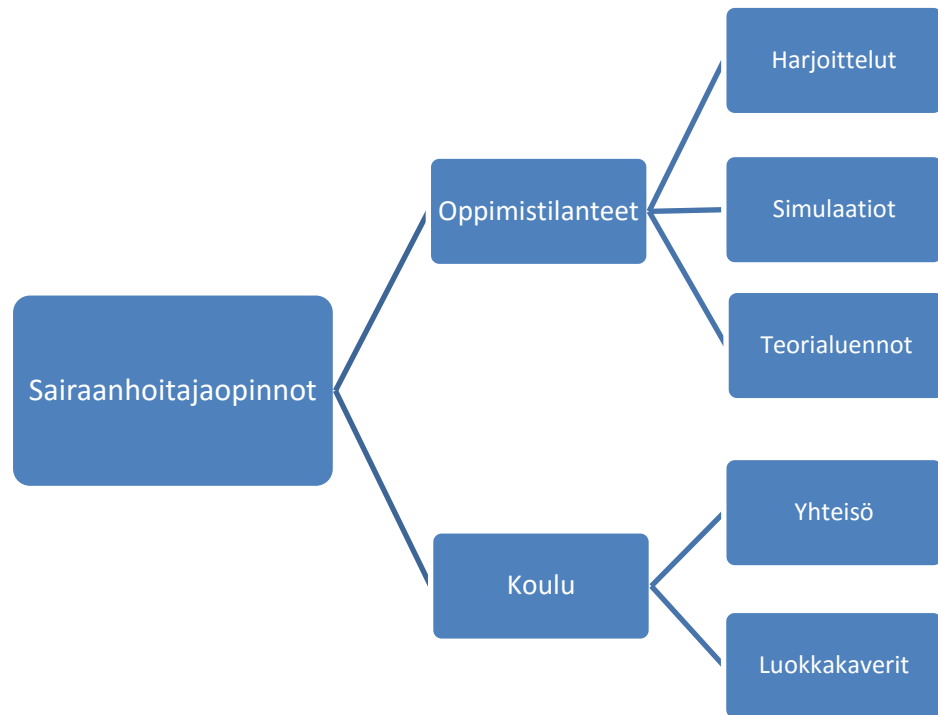 Sairaanhoitajaopinnot
Oppimistilanteet
Harjoittelut
Simulaatiot
Teorialuennot
Koulu
Yhteisö
Luokkakaverit